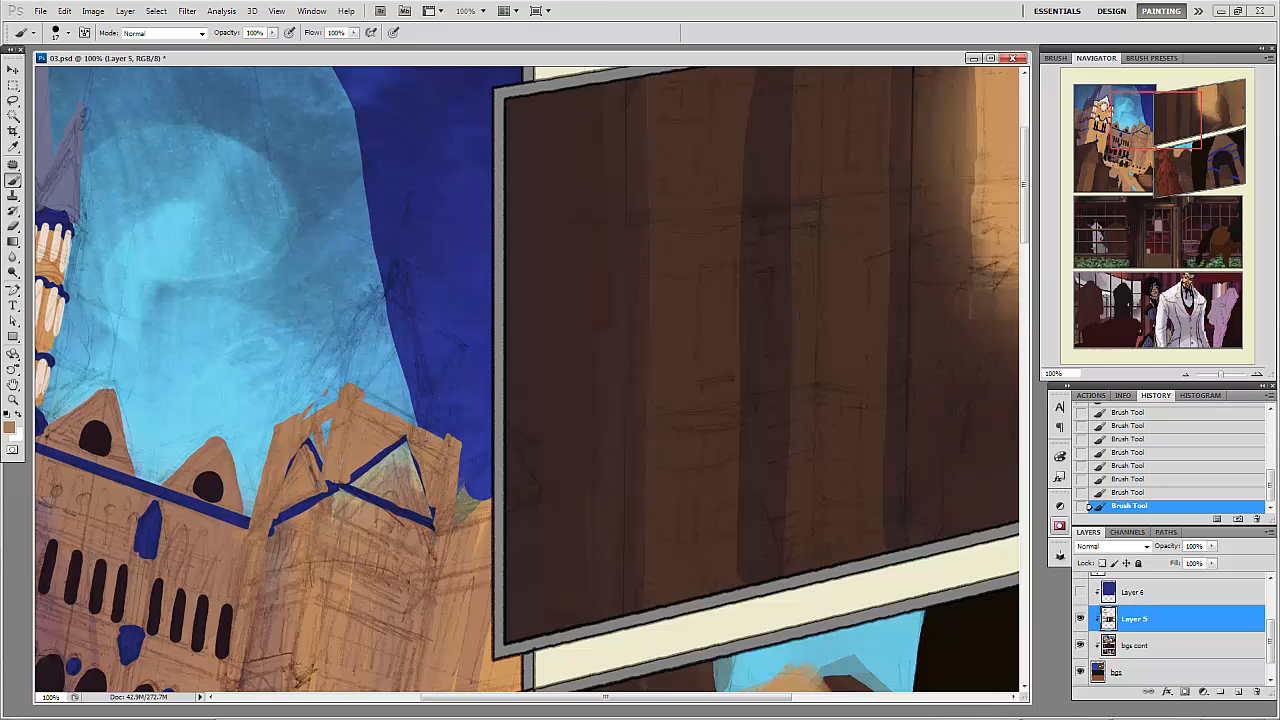 Ps File Edit Image Layer Select Filter Analysis 3D View Window Help Br Mb 100% ESSENTIALS DESIGN PAINTING
17 Mode: Normal Opacity: 100% Flow: 100%
03.psd @ 100% (Layer 5, RGB/8) *
BRUSH NAVIGATOR BRUSH PRESETS
100%
ACTIONS INFO HISTORY HISTOGRAM
Brush Tool
Brush Tool
Brush Tool
Brush Tool
Brush Tool
Brush Tool
Brush Tool
Brush Tool
LAYERS CHANNELS PATHS
Normal Opacity: 100%
Lock: Fill: 100%
Layer 6
Layer 5
bgs cont
bgs
100% Doc: 42.9M/272.7M